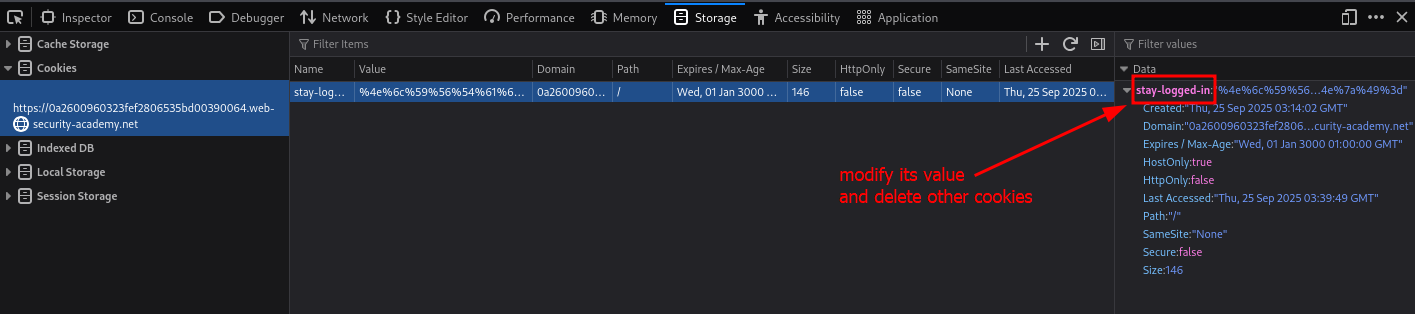 Inspector Console Debugger Network Style Editor Performance Memory Storage Accessibility Application
Cache Storage
Cookies
https://0a2600960323fef2806535bd00390064.web-
security-academy.net
Indexed DB
Local Storage
Session Storage
Filter Items
Name Value Domain Path Expires / Max-Age Size HttpOnly Secure SameSite Last Accessed
stay-log... %4e%6c%59%56%54%61%6... 0a2600960... / Wed, 01 Jan 3000 0... 146 false false None Thu, 25 Sep 2025 0...
modify its value
and delete other cookies
Filter values
Data
stay-logged-in:"%4e%6c%59%56...4e%7a%49%3d"
Created:"Thu, 25 Sep 2025 03:14:02 GMT"
Domain:"0a2600960323fef2806...curity-academy.net"
Expires / Max-Age:"Wed, 01 Jan 3000 01:00:00 GMT"
HostOnly:true
HttpOnly:false
Last Accessed:"Thu, 25 Sep 2025 03:39:49 GMT"
Path:"/"
SameSite:"None"
Secure:false
Size:146